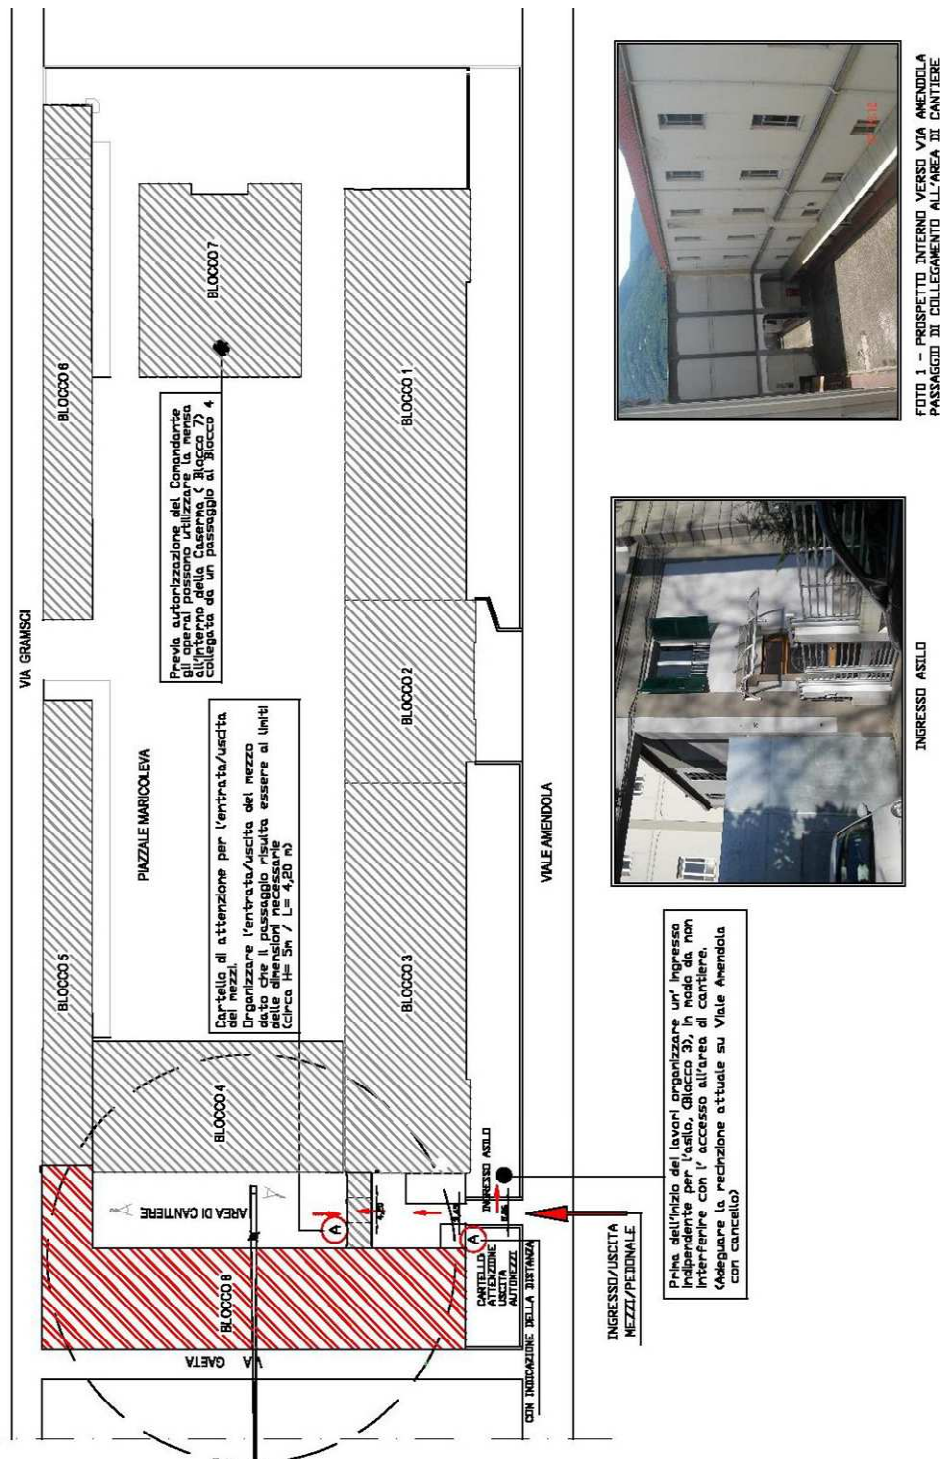 VIA GRAMSCI
BLOCCO 5
BLOCCO 6
PIAZZALE MARICOLEVA
BLOCCO 7
Previa autorizzazione del Comandante
gli operai possono utilizzare la mensa
all'interno della Caserma ( Blocco 7)
collegata da un passaggio al Blocco 4
Cartello di attenzione per l'entrata/uscita
dei mezzi.
Organizzare l'entrata/uscita del mezzo
dato che il passaggio risulta essere ai limiti
delle dimensioni necessarie
(circa H= 5m / L= 4,20 m)
BLOCCO 4
BLOCCO 3
BLOCCO 2
BLOCCO 1
AREA DI CANTIERE
A
A
BLOCCO 8
VIA GAETA
A
4,20
A
INGRESSO ASILO
CARTELLO
ATTENZIONE
USCITA
AUTOMEZZI
CON INDICAZIONE DELLA DISTANZA
VIALE AMENDOLA
INGRESSO/USCITA
MEZZI/PEDONALE
Prima dell'inizio dei lavori organizzare un' ingresso
indipendente per l'asilo, (Blocco 3), in modo da non
interferire con l' accesso all'area di cantiere.
(Adeguare la recinzione attuale su Viale Amendola
con cancello)
INGRESSO ASILO
FOTO 1 - PROSPETTO INTERNO VERSO VIA AMENDOLA
PASSAGGIO DI COLLEGAMENTO ALL'AREA DI CANTIERE